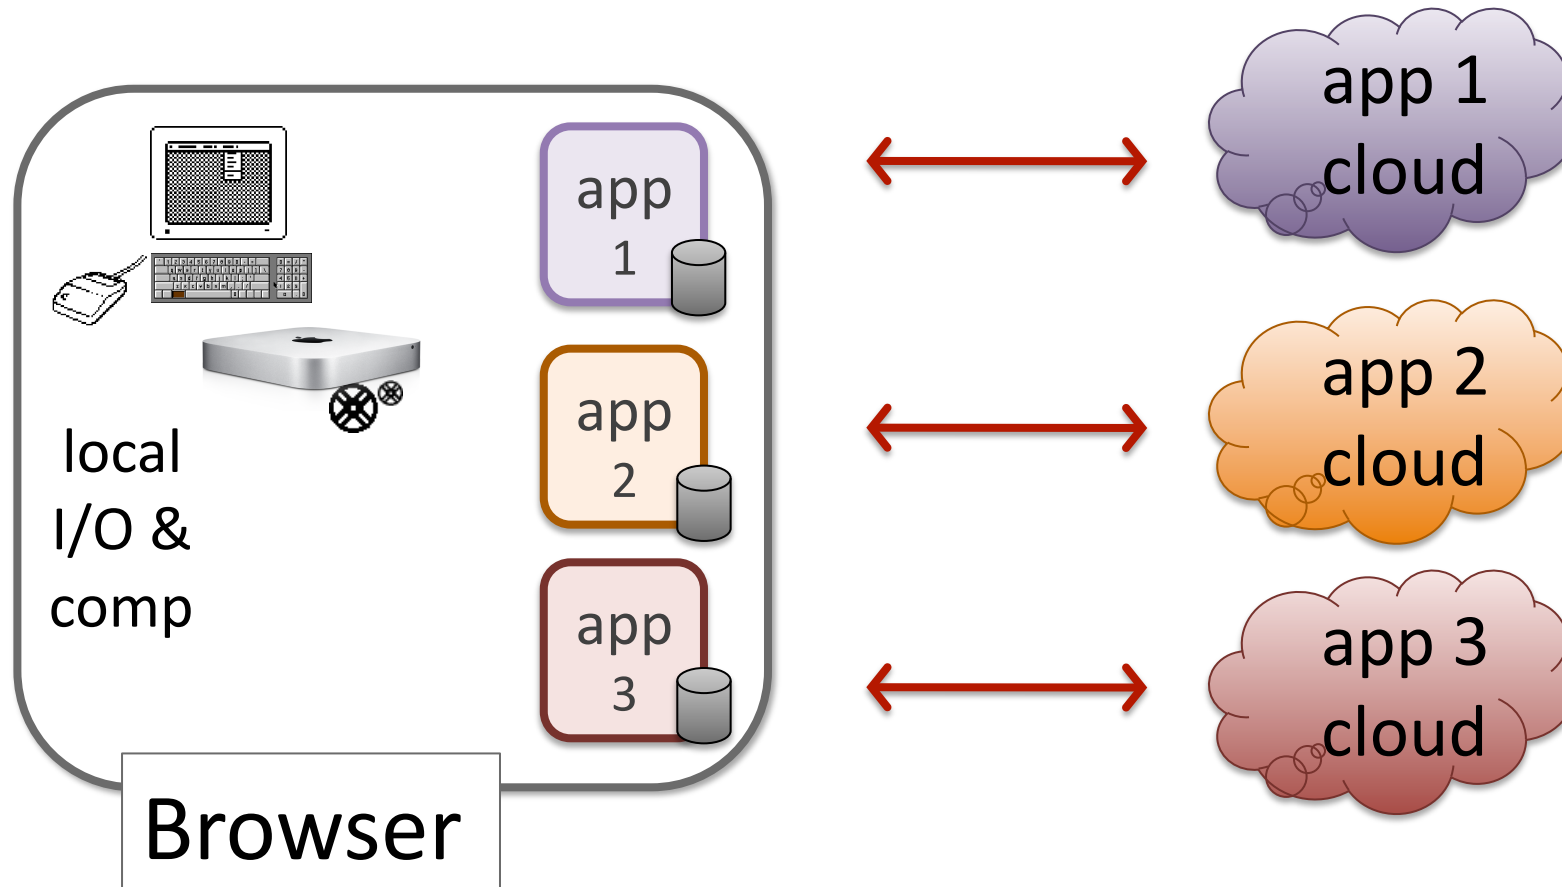 app 1
cloud
app
1
app 2
cloud
app
2
local
I/O &
comp
app 3
cloud
app
3
Browser